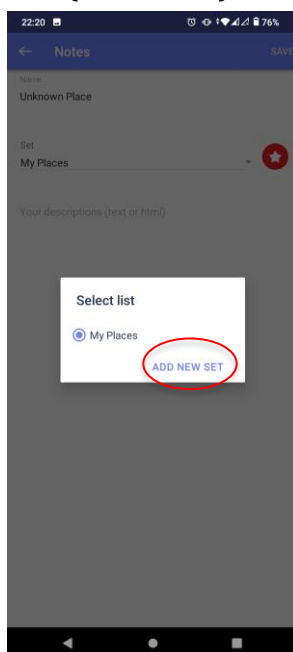 22:20 76%
Notes SAVE
Name
Unknown Place
Set
My Places
Your descriptions (text or html)
Select list
My Places
ADD NEW SET